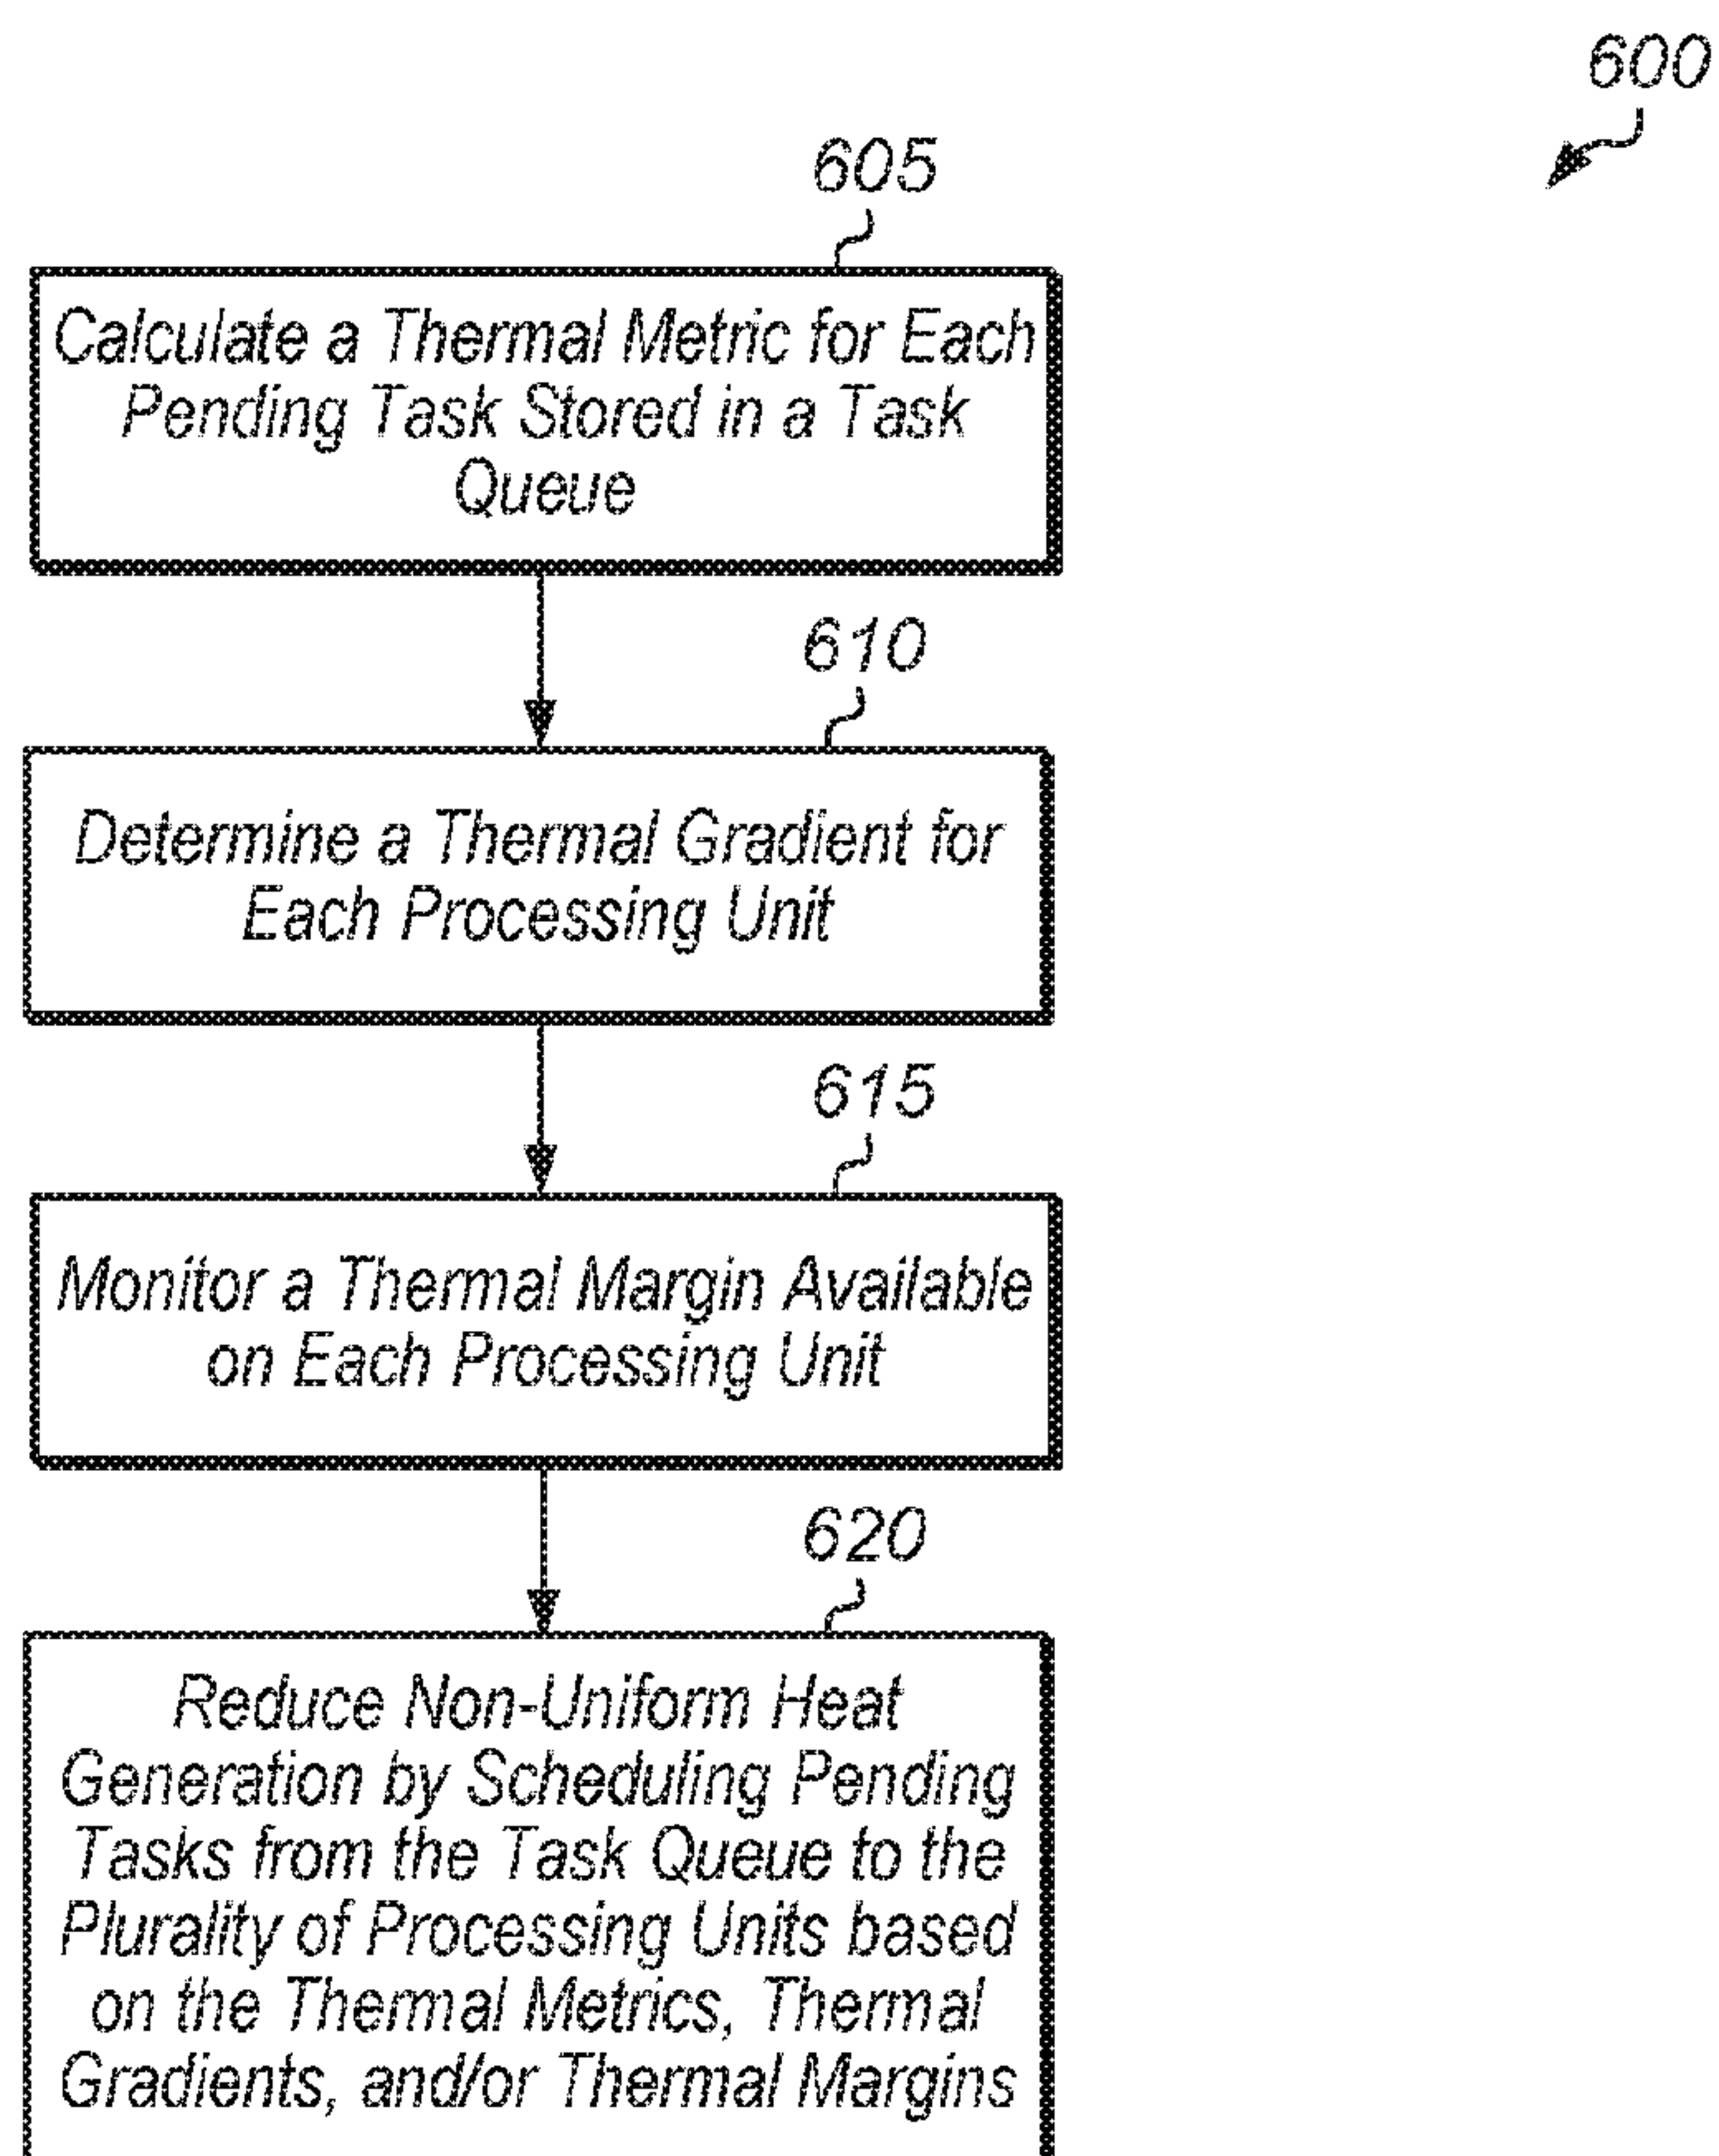 600
605
Calculate a Thermal Metric for Each
Pending Task Stored in a Task
Queue
610
Determine a Thermal Gradient for
Each Processing Unit
615
Monitor a Thermal Margin Available
on Each Processing Unit
620
Reduce Non-Uniform Heat
Generation by Scheduling Pending
Tasks from the Task Queue to the
Plurality of Processing Units based
on the Thermal Metrics, Thermal
Gradients, and/or Thermal Margins